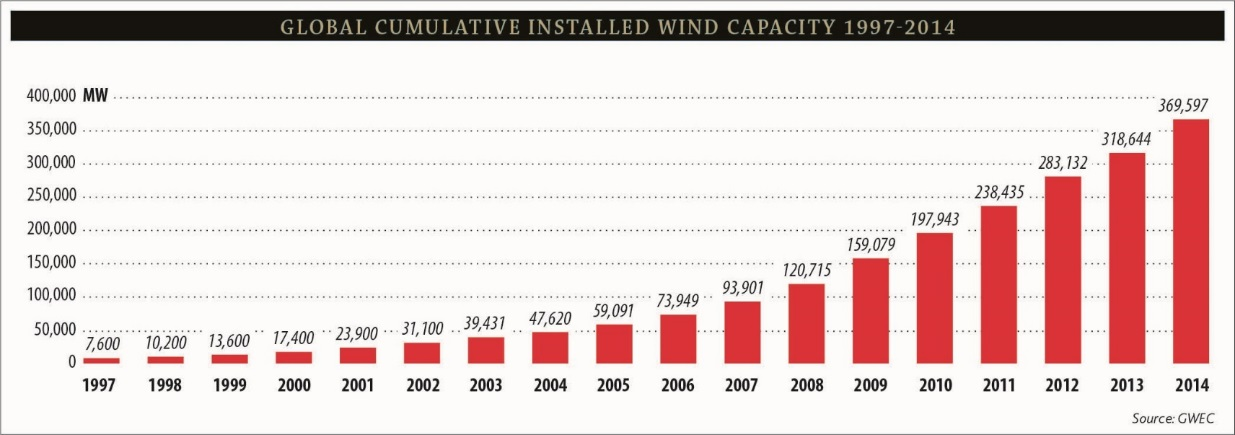 GLOBAL CUMULATIVE INSTALLED WIND CAPACITY 1997-2014
400,000 MW
350,000
300,000
250,000
200,000
150,000
100,000
50,000
0
7,600 10,200 13,600 17,400 23,900 31,100 39,431 47,620 59,091 73,949 93,901 120,715 159,079 197,943 238,435 283,132 318,644 369,597
1997 1998 1999 2000 2001 2002 2003 2004 2005 2006 2007 2008 2009 2010 2011 2012 2013 2014
Source: GWEC